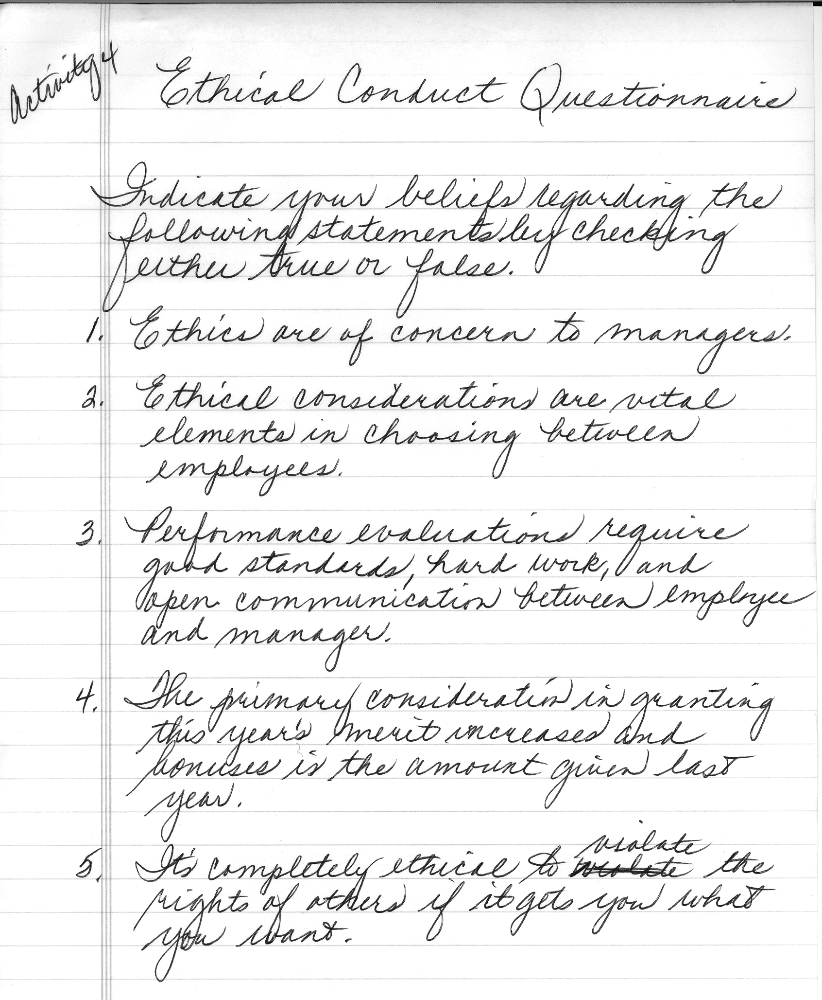 Activity 4
Ethical Conduct Questionnaire
Indicate your beliefs regarding the
following statements by checking
either true or false.
1. Ethics are of concern to managers.
2. Ethical considerations are vital
elements in choosing between
employees.
3. Performance evaluations require
good standards, hard work, and
open communication between employee
and manager.
4. The primary consideration in granting
this year's merit increases and
bonuses is the amount given last
year.
violate
5. It's completely ethical to the
rights of others if it gets you what
you want.